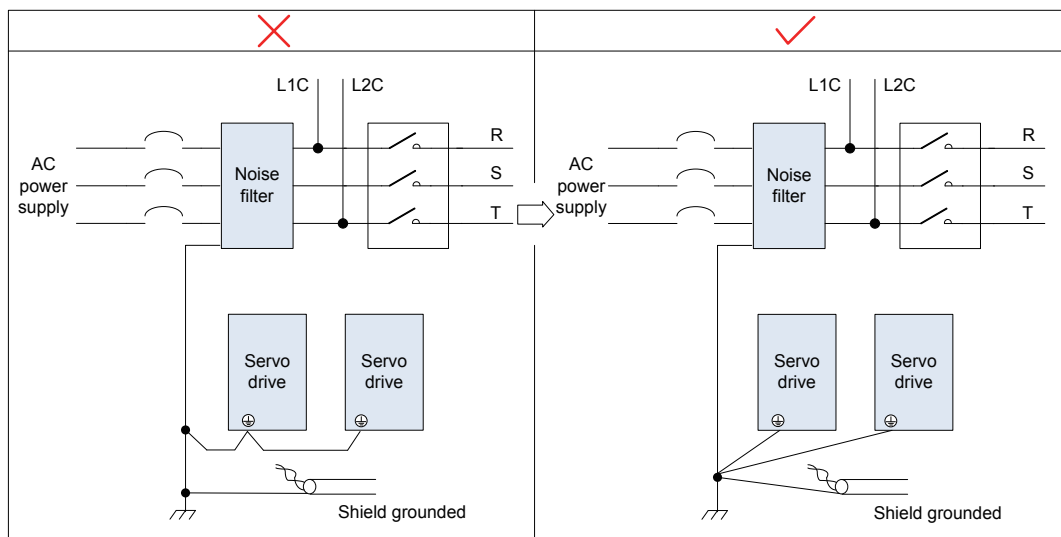 L1C L2C
R
AC
power
supply
Noise
filter
S
T
Servo
drive
Servo
drive
Shield grounded
L1C L2C
R
AC
power
supply
Noise
filter
S
T
Servo
drive
Servo
drive
Shield grounded